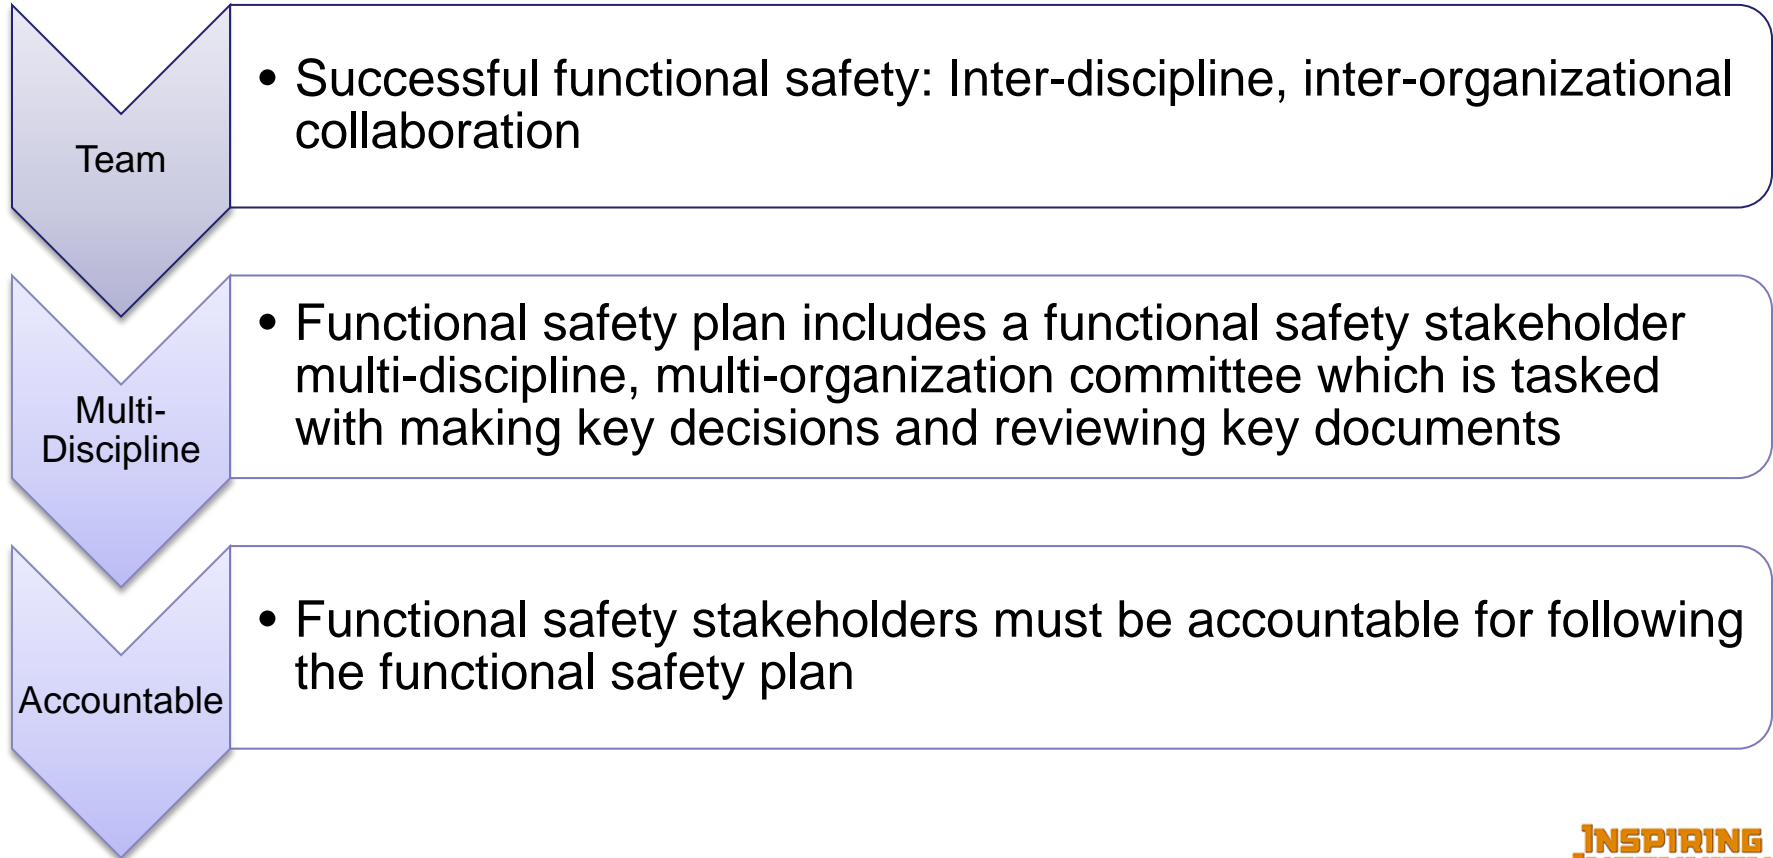 Team
• Successful functional safety: Inter-discipline, inter-organizational
collaboration
Multi-
Discipline
• Functional safety plan includes a functional safety stakeholder
multi-discipline, multi-organization committee which is tasked
with making key decisions and reviewing key documents
Accountable
• Functional safety stakeholders must be accountable for following
the functional safety plan
INSPIRING